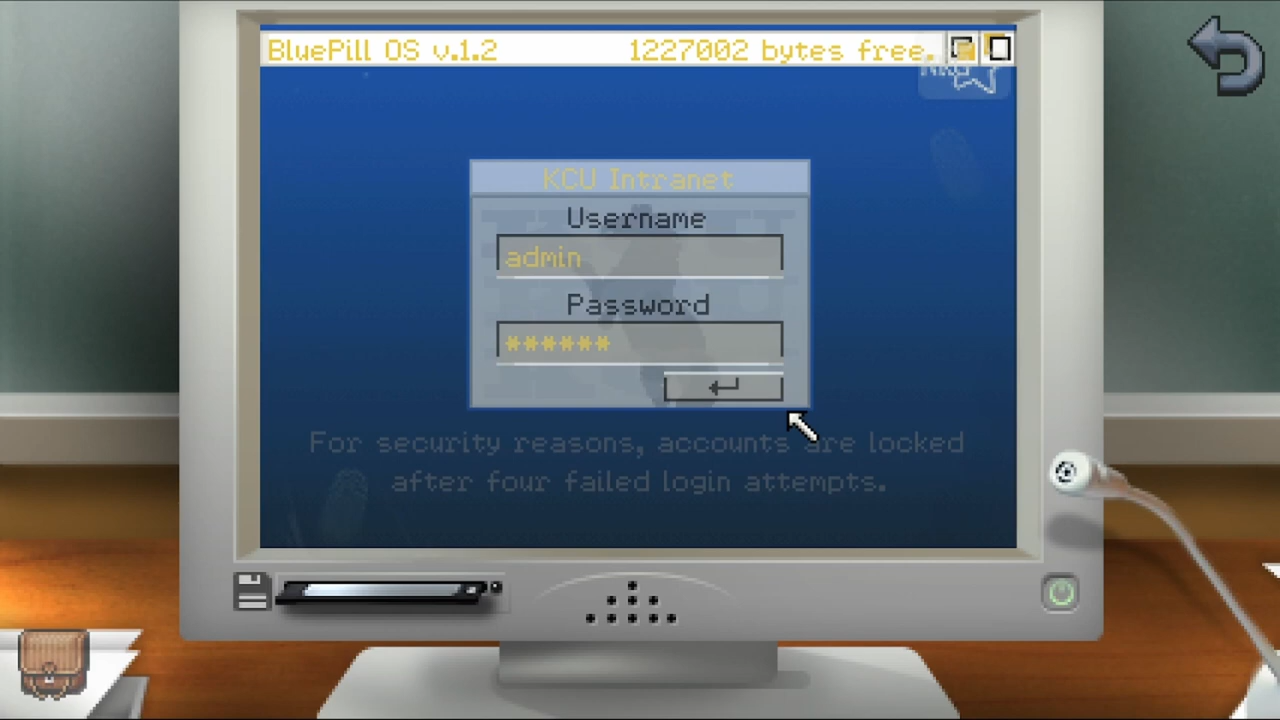 BluePill OS v.1.2 1227002 bytes free.
KCU Intranet
Username
admin
Password
******
For security reasons, accounts are locked
after four failed login attempts.